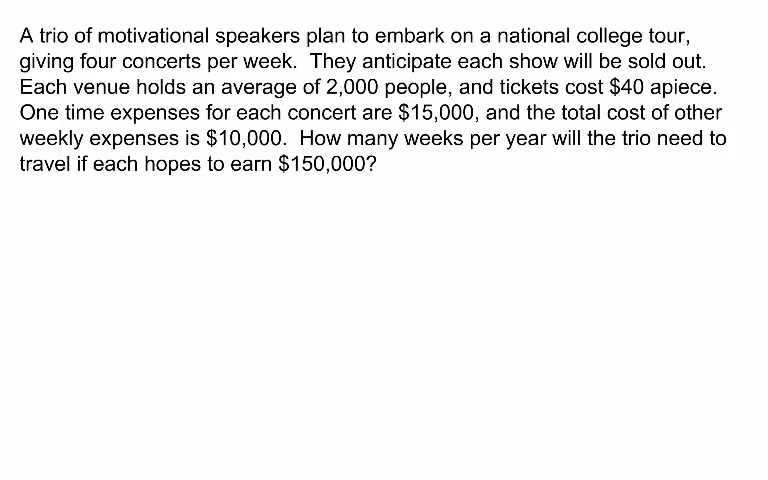 A trio of motivational speakers plan to embark on a national college tour,
giving four concerts per week.  They anticipate each show will be sold out.
Each venue holds an average of 2,000 people, and tickets cost $40 apiece.
One time expenses for each concert are $15,000, and the total cost of other
weekly expenses is $10,000.  How many weeks per year will the trio need to
travel if each hopes to earn $150,000?